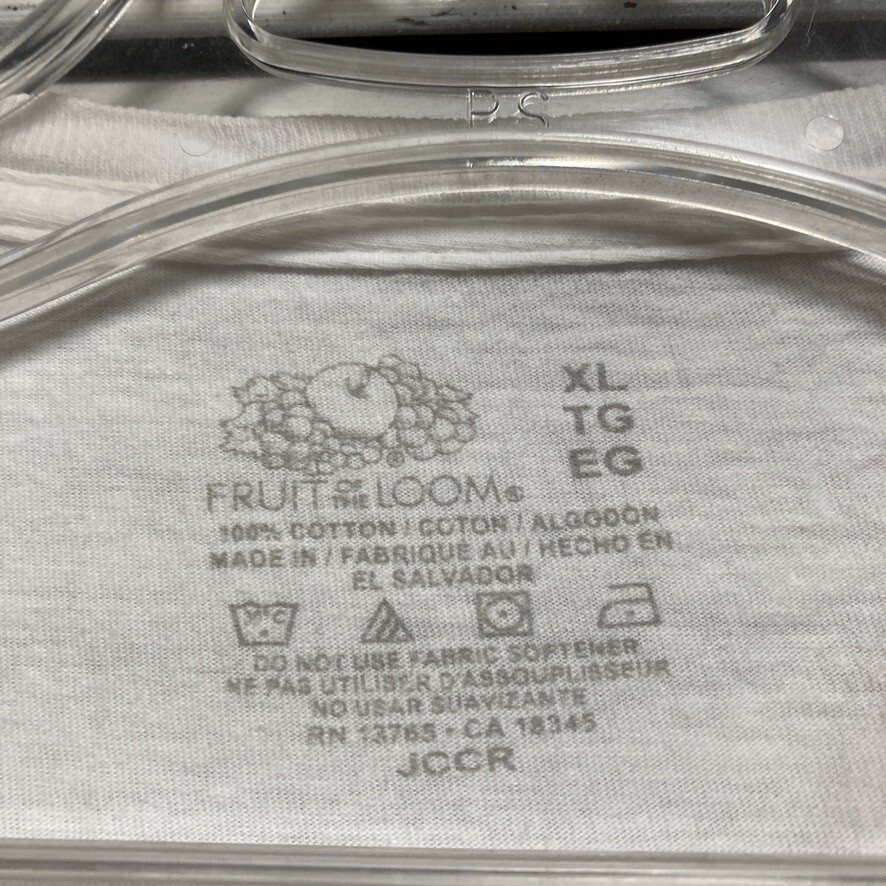 PS
XL
TG
EG
FRUIT OF THE LOOM®
100% COTTON / COTON / ALGODON
MADE IN / FABRIQUE AU / HECHO EN
EL SALVADOR
DO NOT USE FABRIC SOFTENER
NE PAS UTILISER D'ASSOUPLISSEUR
NO USAR SUAVIZANTE
RN 13765 - CA 18345
JCCR